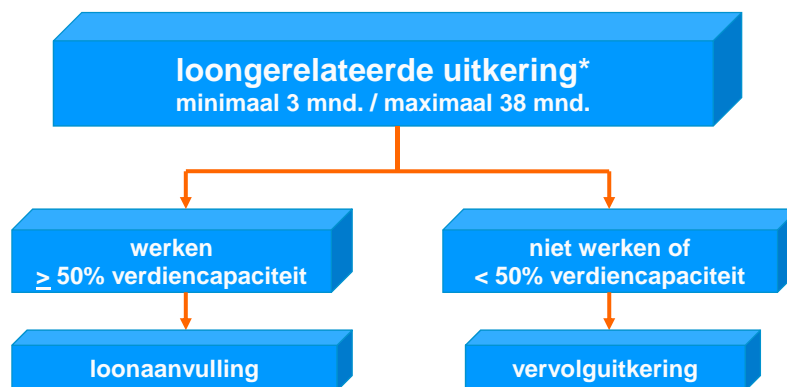 loongerelateerde uitkering*
minimaal 3 mnd. / maximaal 38 mnd.
werken
≥ 50% verdiencapaciteit
niet werken of
< 50% verdiencapaciteit
loonaanvulling
vervolguitkering